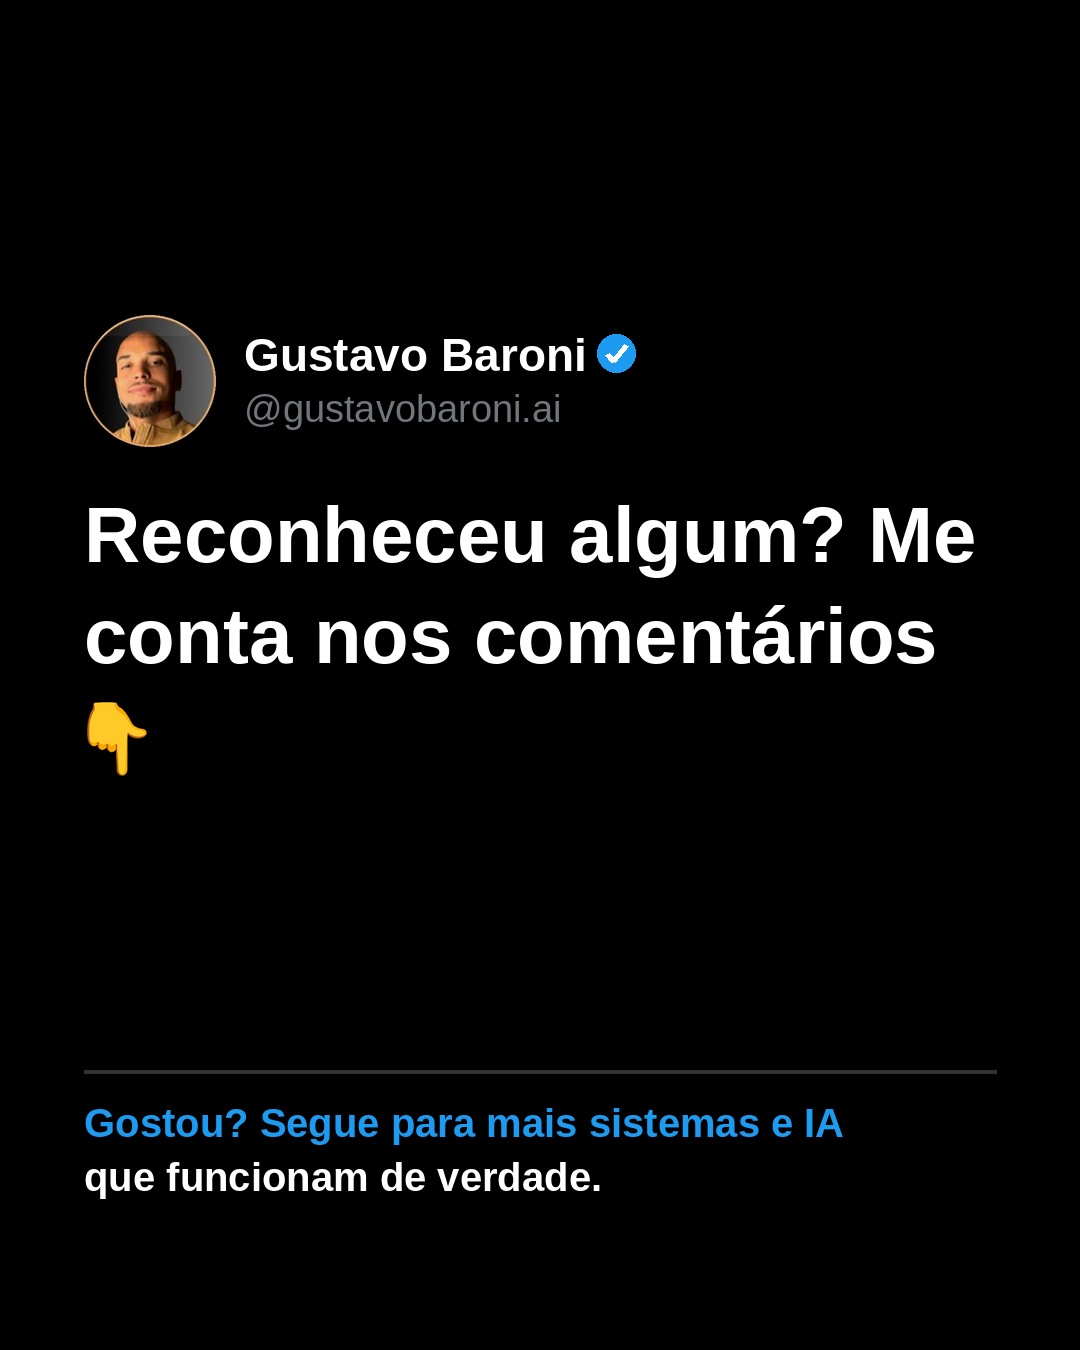 Gustavo Baroni
@gustavobaroni.ai
Reconheceu algum? Me
conta nos comentários
👇
Gostou? Segue para mais sistemas e IA
que funcionam de verdade.